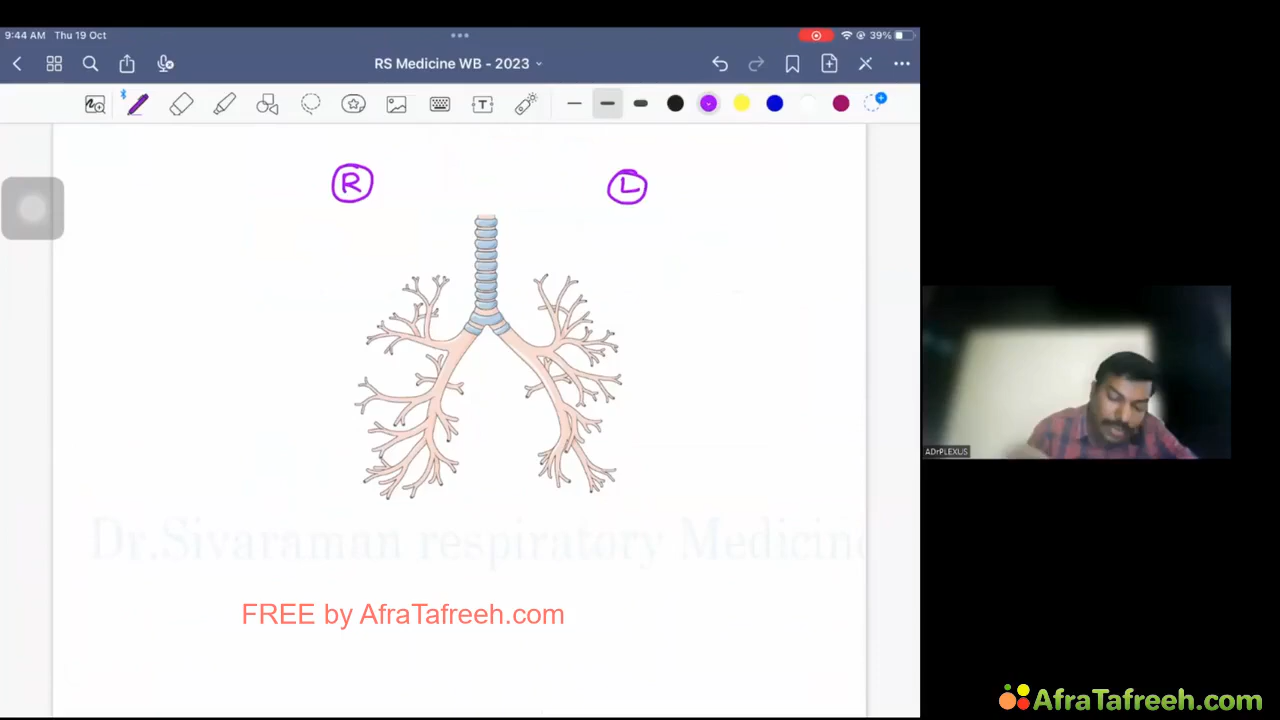 9:44 AM Thu 19 Oct
39%
RS Medicine WB - 2023
T
R
L
ADrPLEXUS
Dr.Sivaraman respiratory Medicine
FREE by AfraTafreeh.com
AfraTafreeh.com